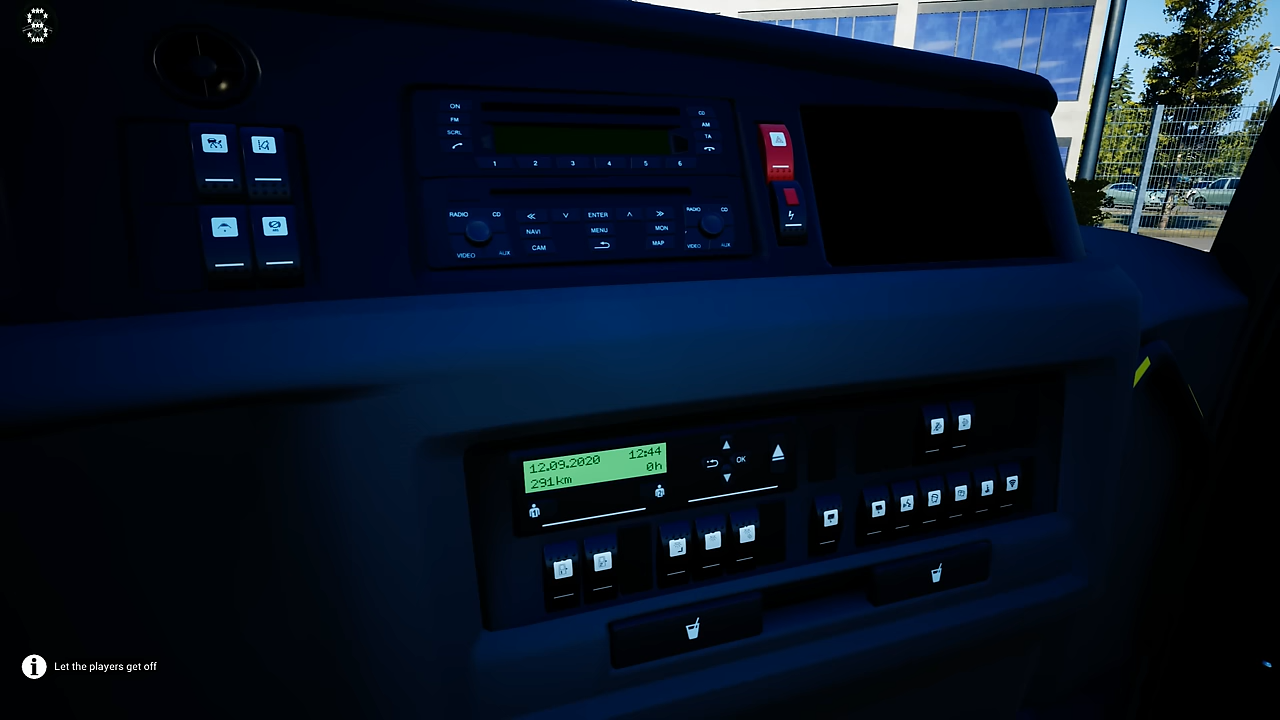 ON
FM
SCRL
CD
AM
TA
1 2 3 4 5 6
RADIO CD
VIDEO AUX
ENTER
NAVI MENU MON
CAM MAP
RADIO CD
VIDEO AUX
12.09.2020 12:44
291km 0h
OK
Let the players get off